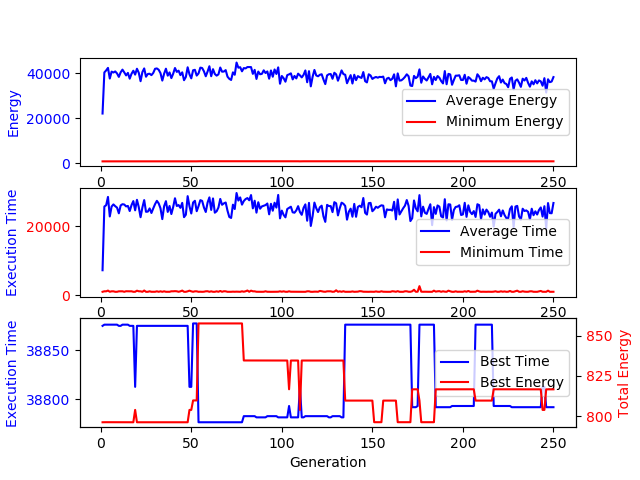 40000
20000
0
Energy
Average Energy
Minimum Energy
0 50 100 150 200 250
20000
0
Execution Time
Average Time
Minimum Time
0 50 100 150 200 250
38850
38800
Execution Time
Best Time
Best Energy
850
825
800
Total Energy
0 50 100 150 200 250
Generation